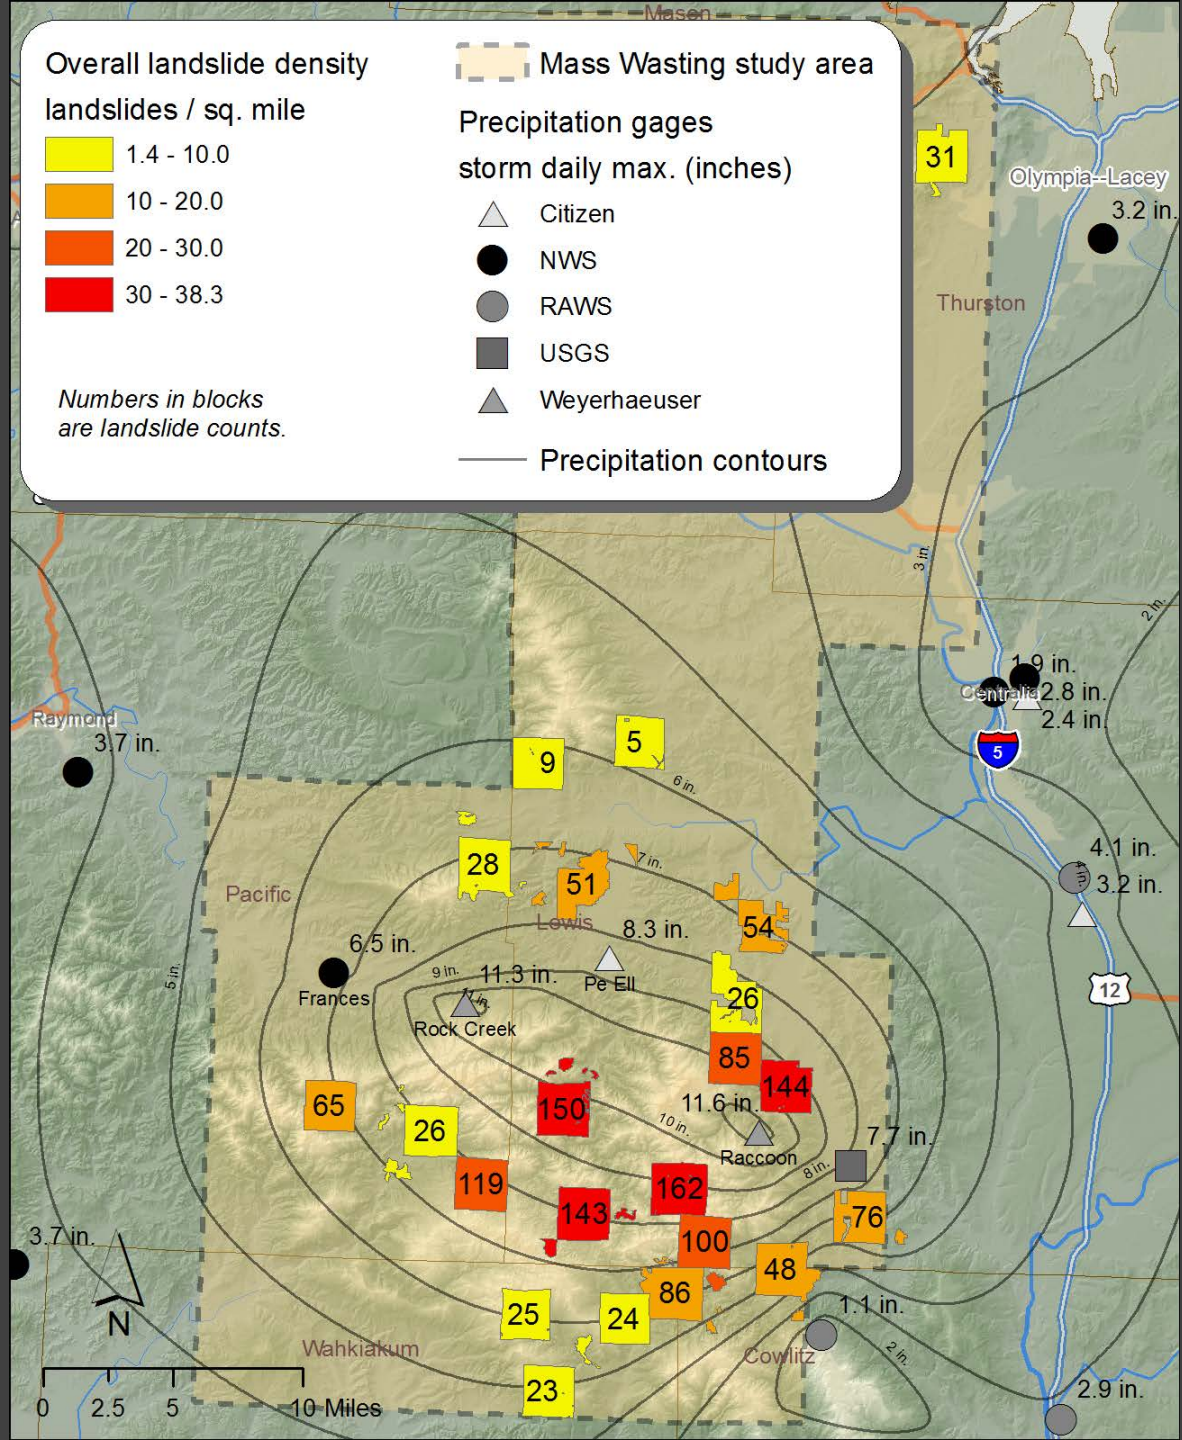 Mason
Overall landslide density
landslides / sq. mile
1.4 - 10.0
10 - 20.0
20 - 30.0
30 - 38.3
Numbers in blocks
are landslide counts.
Mass Wasting study area
Precipitation gages
storm daily max. (inches)
Citizen
NWS
RAWS
USGS
Weyerhaeuser
Precipitation contours
31
Olympia--Lacey
3.2 in.
Thurston
3 in.
2 in.
1.9 in.
Centralia
2.8 in.
2.4 in.
5
Raymond
3.7 in.
5
9
6 in.
28
51
7 in.
4.1 in.
4 in.
3.2 in.
Pacific
54
Lewis
8.3 in.
6.5 in.
Frances
5 in.
9 in.
11.3 in.
11 in.
Pe Ell
Rock Creek
26
12
85
144
65
150
11.6 in.
26
10 in.
Raccoon
7.7 in.
8 in.
119
162
143
76
100
3.7 in.
48
86
N
25
24
1.1 in.
Wahkiakum
Cowlitz
2 in.
23
2.9 in.
0 2.5 5 10 Miles